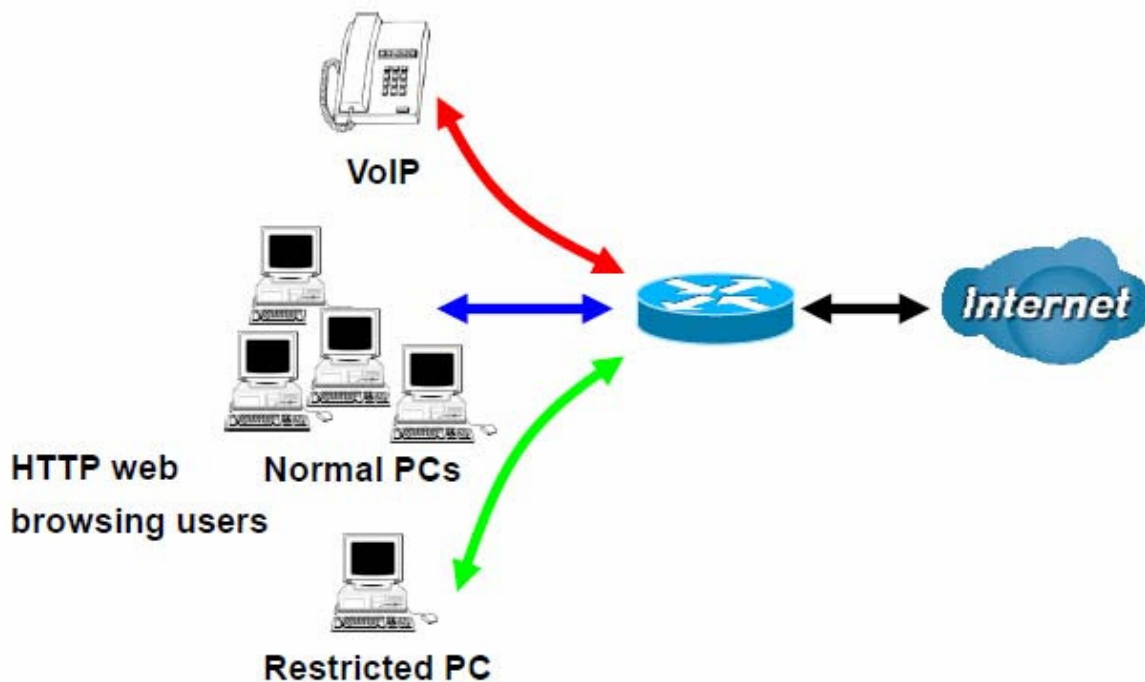 VoIP
Internet
HTTP web
browsing users
Normal PCs
Restricted PC